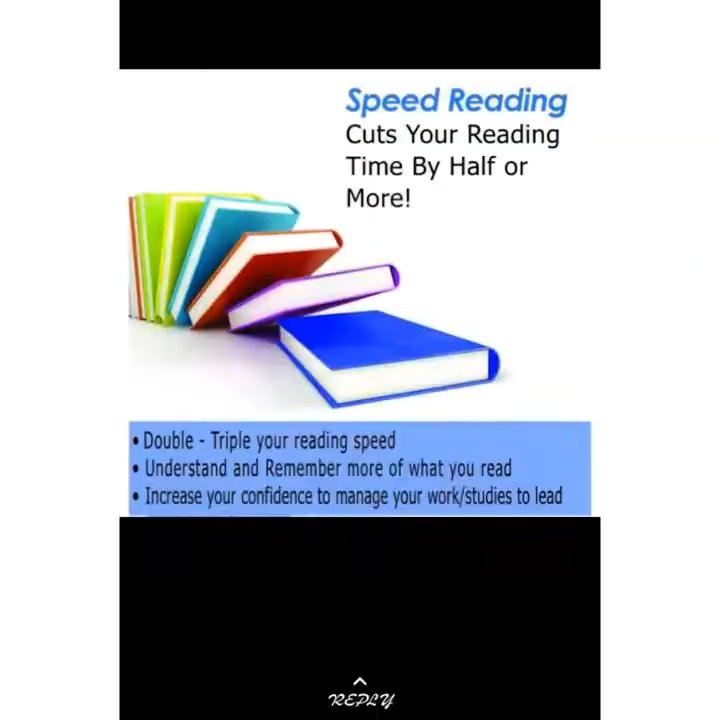 Speed Reading
Cuts Your Reading
Time By Half or
More!
• Double - Triple your reading speed
• Understand and Remember more of what you read
• Increase your confidence to manage your work/studies to lead
REPLY